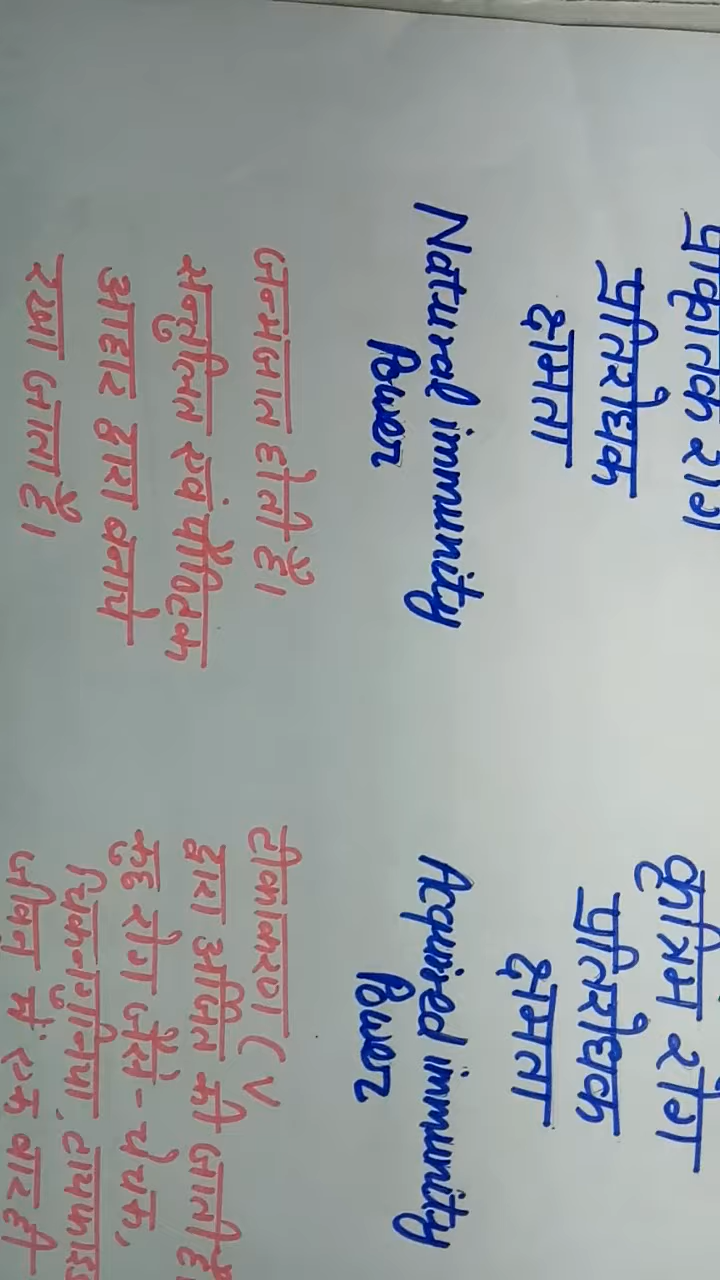 प्राकृतिक रोग
प्रतिरोधक
क्षमता
Natural immunity
Power
जन्मजात होती है।
सन्तुलित एवं पौष्टिक
आहार द्वारा बनाये
रखा जाता है।
कृत्रिम रोग
प्रतिरोधक
क्षमता
Acquired immunity
Power
टीकाकरण (V
द्वारा अर्जित की जाती है।
कुछ रोग जैसे - चेचक,
चिकनगुनिया, टायफाइड
जीवन में एक बार ही